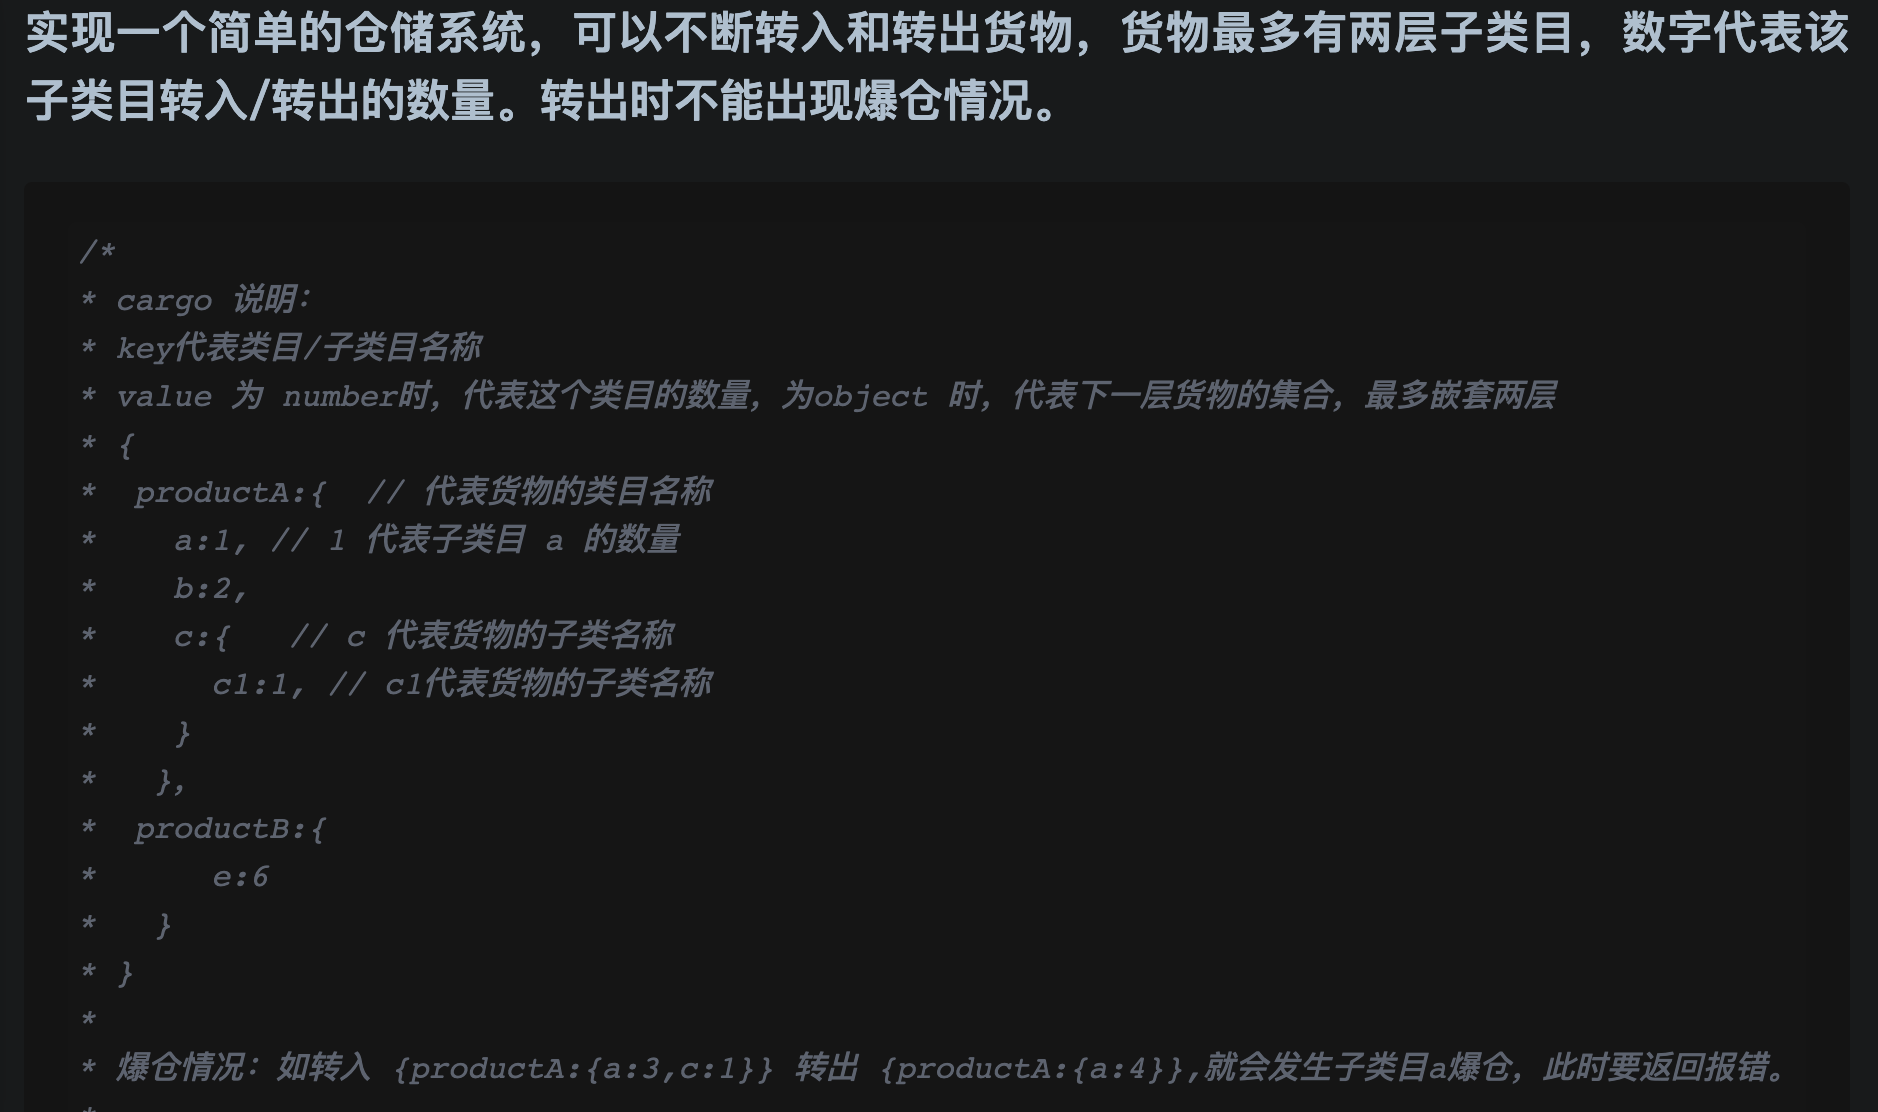 实现一个简单的仓储系统，可以不断转入和转出货物，货物最多有两层子类目，数字代表该
子类目转入/转出的数量。转出时不能出现爆仓情况。
/*
* cargo 说明：
* key代表类目/子类目名称
* value 为 number时，代表这个类目的数量，为object 时，代表下一层货物的集合，最多嵌套两层
* {
*  productA:{  // 代表货物的类目名称
*    a:1, // 1 代表子类目 a 的数量
*    b:2,
*    c:{   // c 代表货物的子类名称
*      c1:1, // c1代表货物的子类名称
*    }
*   },
*  productB:{
*      e:6
*   }
* }
*
* 爆仓情况：如转入 {productA:{a:3,c:1}} 转出 {productA:{a:4}},就会发生子类目a爆仓，此时要返回报错。
*